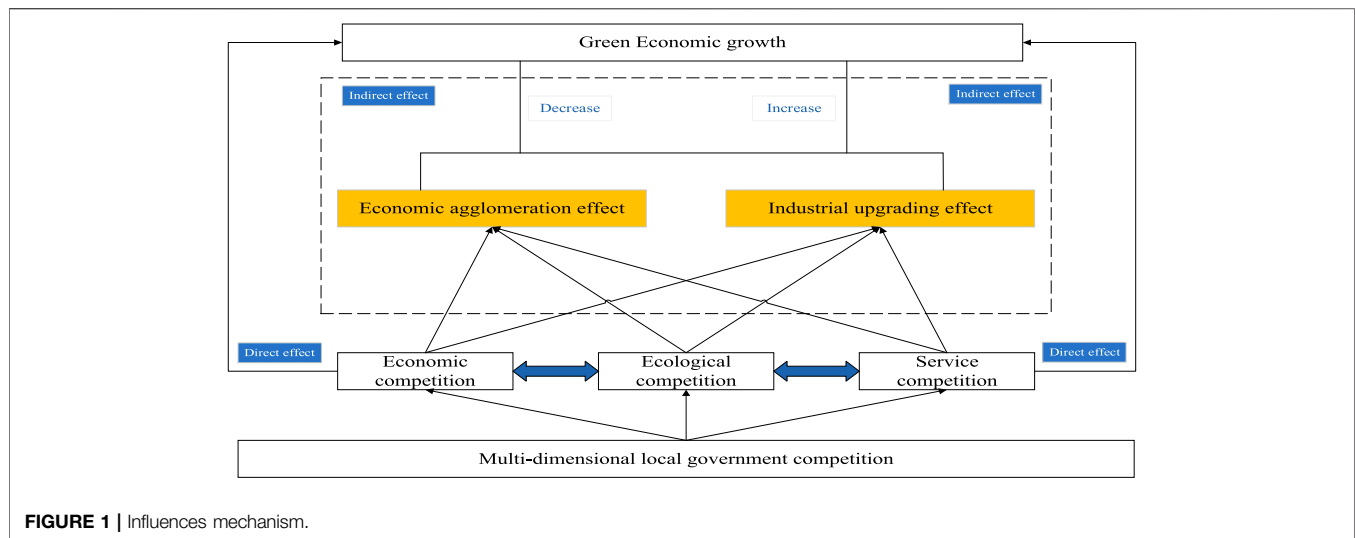 Green Economic growth
Indirect effect
Indirect effect
Decrease
Increase
Economic agglomeration effect
Industrial upgrading effect
Direct effect
Direct effect
Economic
competition
Ecological
competition
Service
competition
Multi-dimensional local government competition
FIGURE 1 | Influences mechanism.